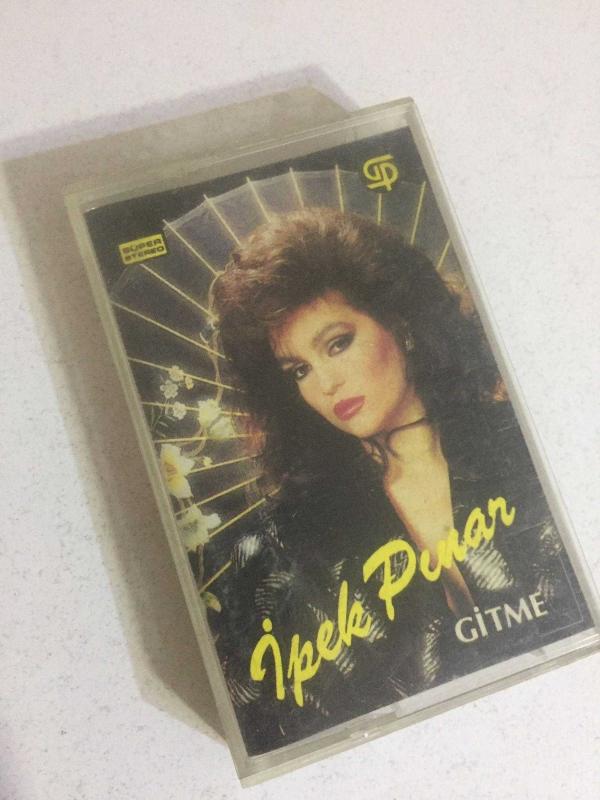 SÜPER
STEREO
İpek Pınar
GİTME